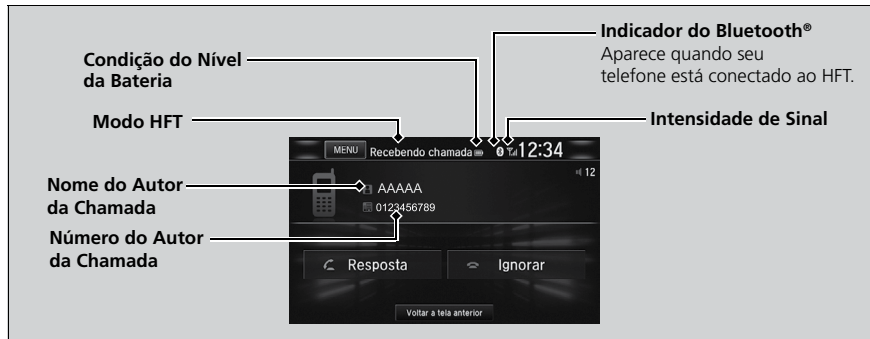 Indicador do Bluetooth®
Aparece quando seu
telefone está conectado ao HFT.
Condição do Nível
da Bateria
Modo HFT
Intensidade de Sinal
MENU Recebendo chamada 12:34
12
Nome do Autor
da Chamada
AAAAA
0123456789
Número do Autor
da Chamada
Resposta Ignorar
Voltar a tela anterior